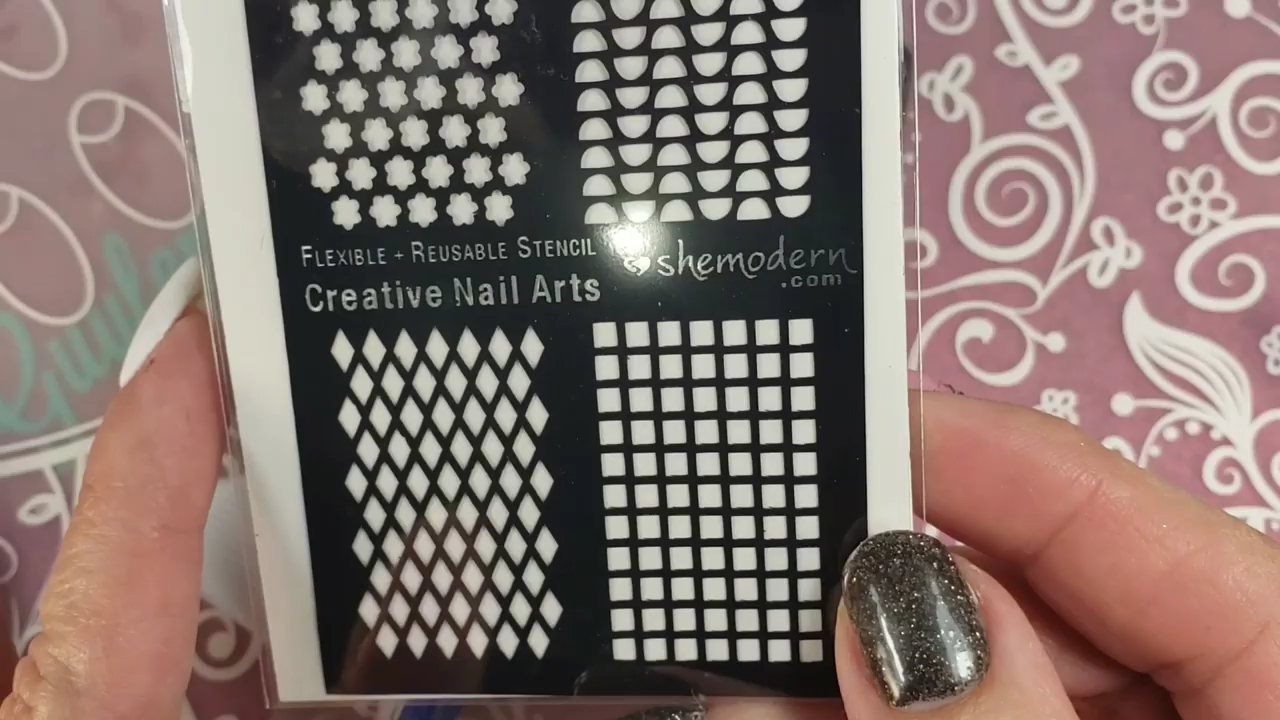 Flexible + Reusable Stencil
Creative Nail Arts
shemodern
.com